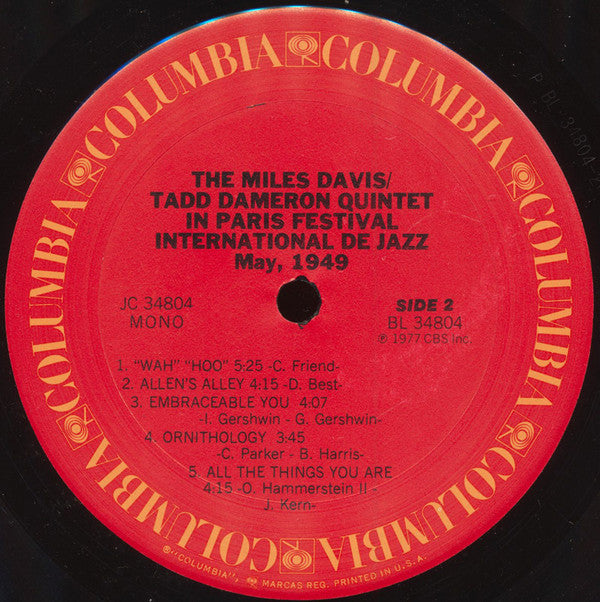 COLUMBIA COLUMBIA COLUMBIA COLUMBIA COLUMBIA COLUMBIA
THE MILES DAVIS/
TADD DAMERON QUINTET
IN PARIS FESTIVAL
INTERNATIONAL DE JAZZ
May, 1949
JC 34804
MONO
SIDE 2
BL 34804
℗ 1977 CBS Inc.
1. "WAH" "HOO" 5:25 -C. Friend-
2. ALLEN'S ALLEY 4:15 -D. Best-
3. EMBRACEABLE YOU 4:07
-I. Gershwin - G. Gershwin-
4. ORNITHOLOGY 3:45
-C. Parker - B. Harris-
5. ALL THE THINGS YOU ARE
4:15 -O. Hammerstein II -
J. Kern-
®"COLUMBIA", MARCAS REG. PRINTED IN U.S.A.